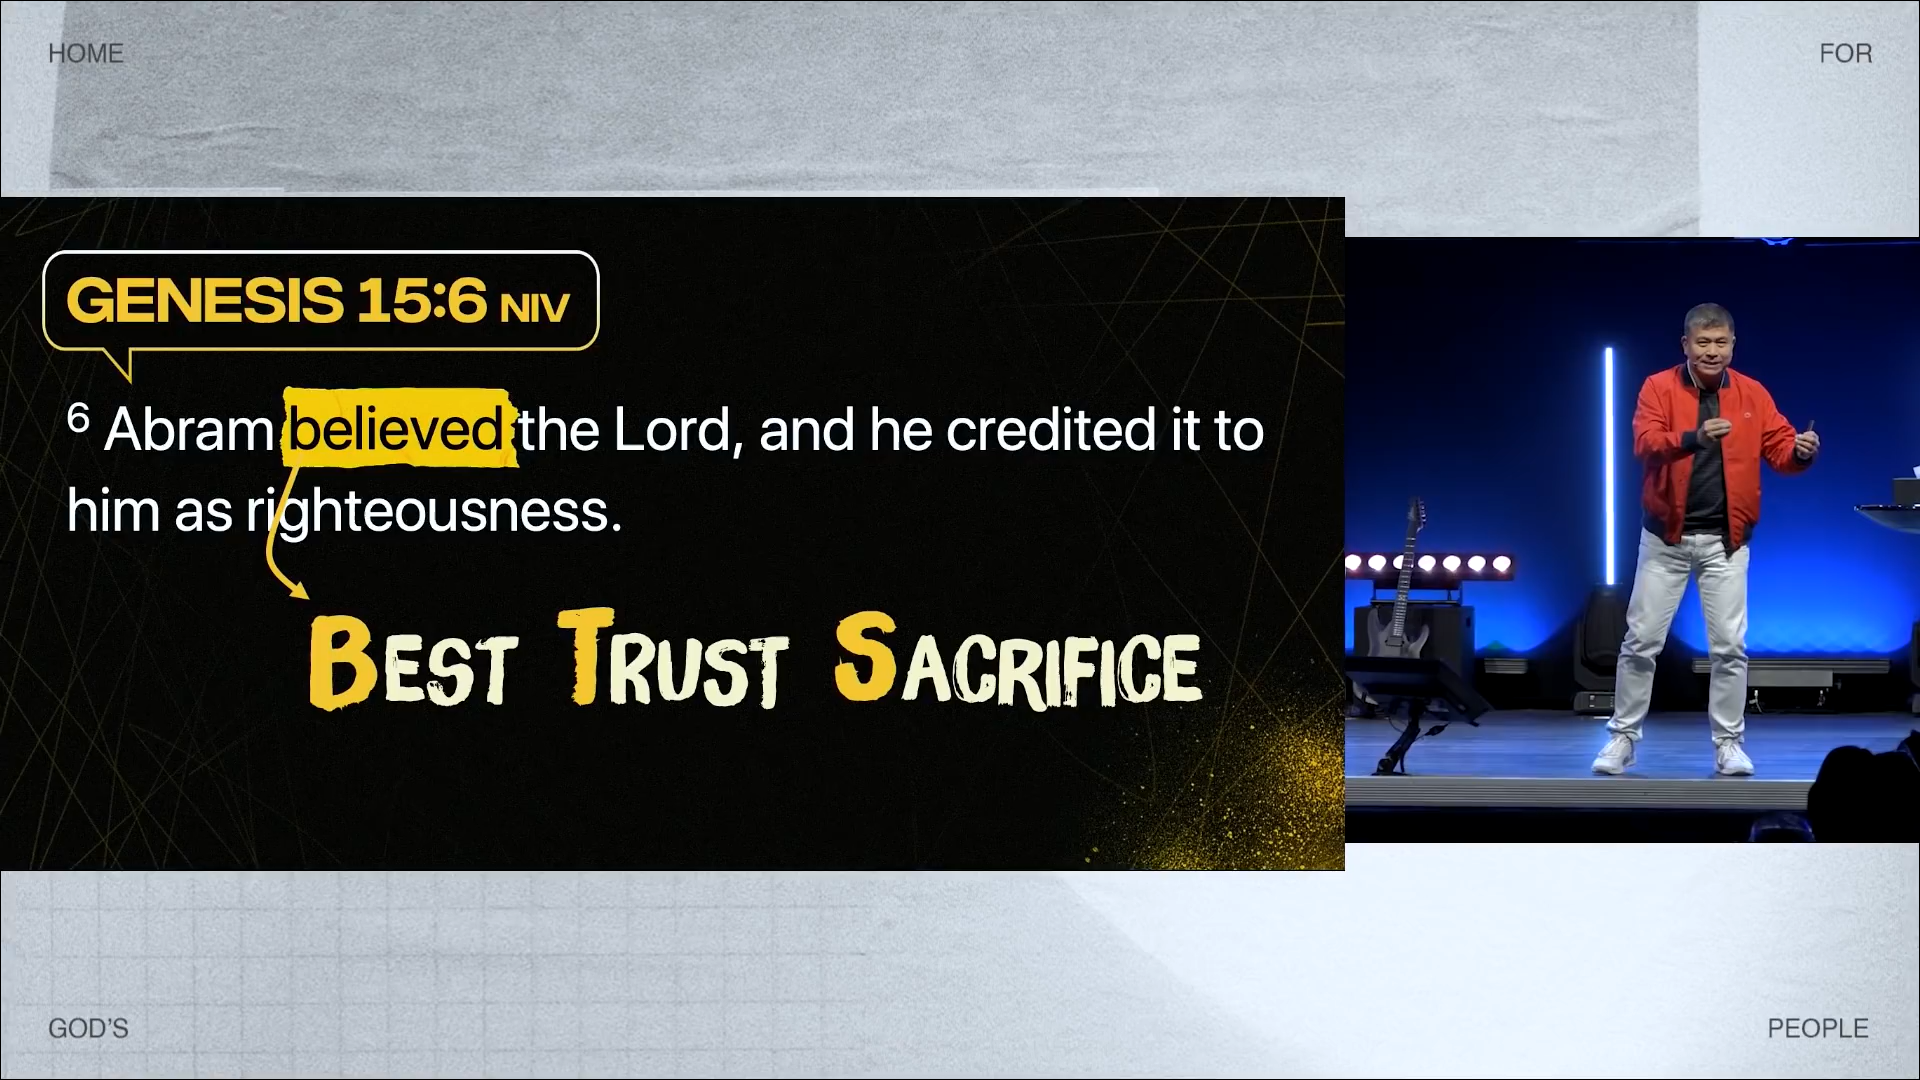 HOME
FOR
GENESIS 15:6 NIV
6 Abram believed the Lord, and he credited it to
him as righteousness.
BEST TRUST SACRIFICE
GOD'S
PEOPLE